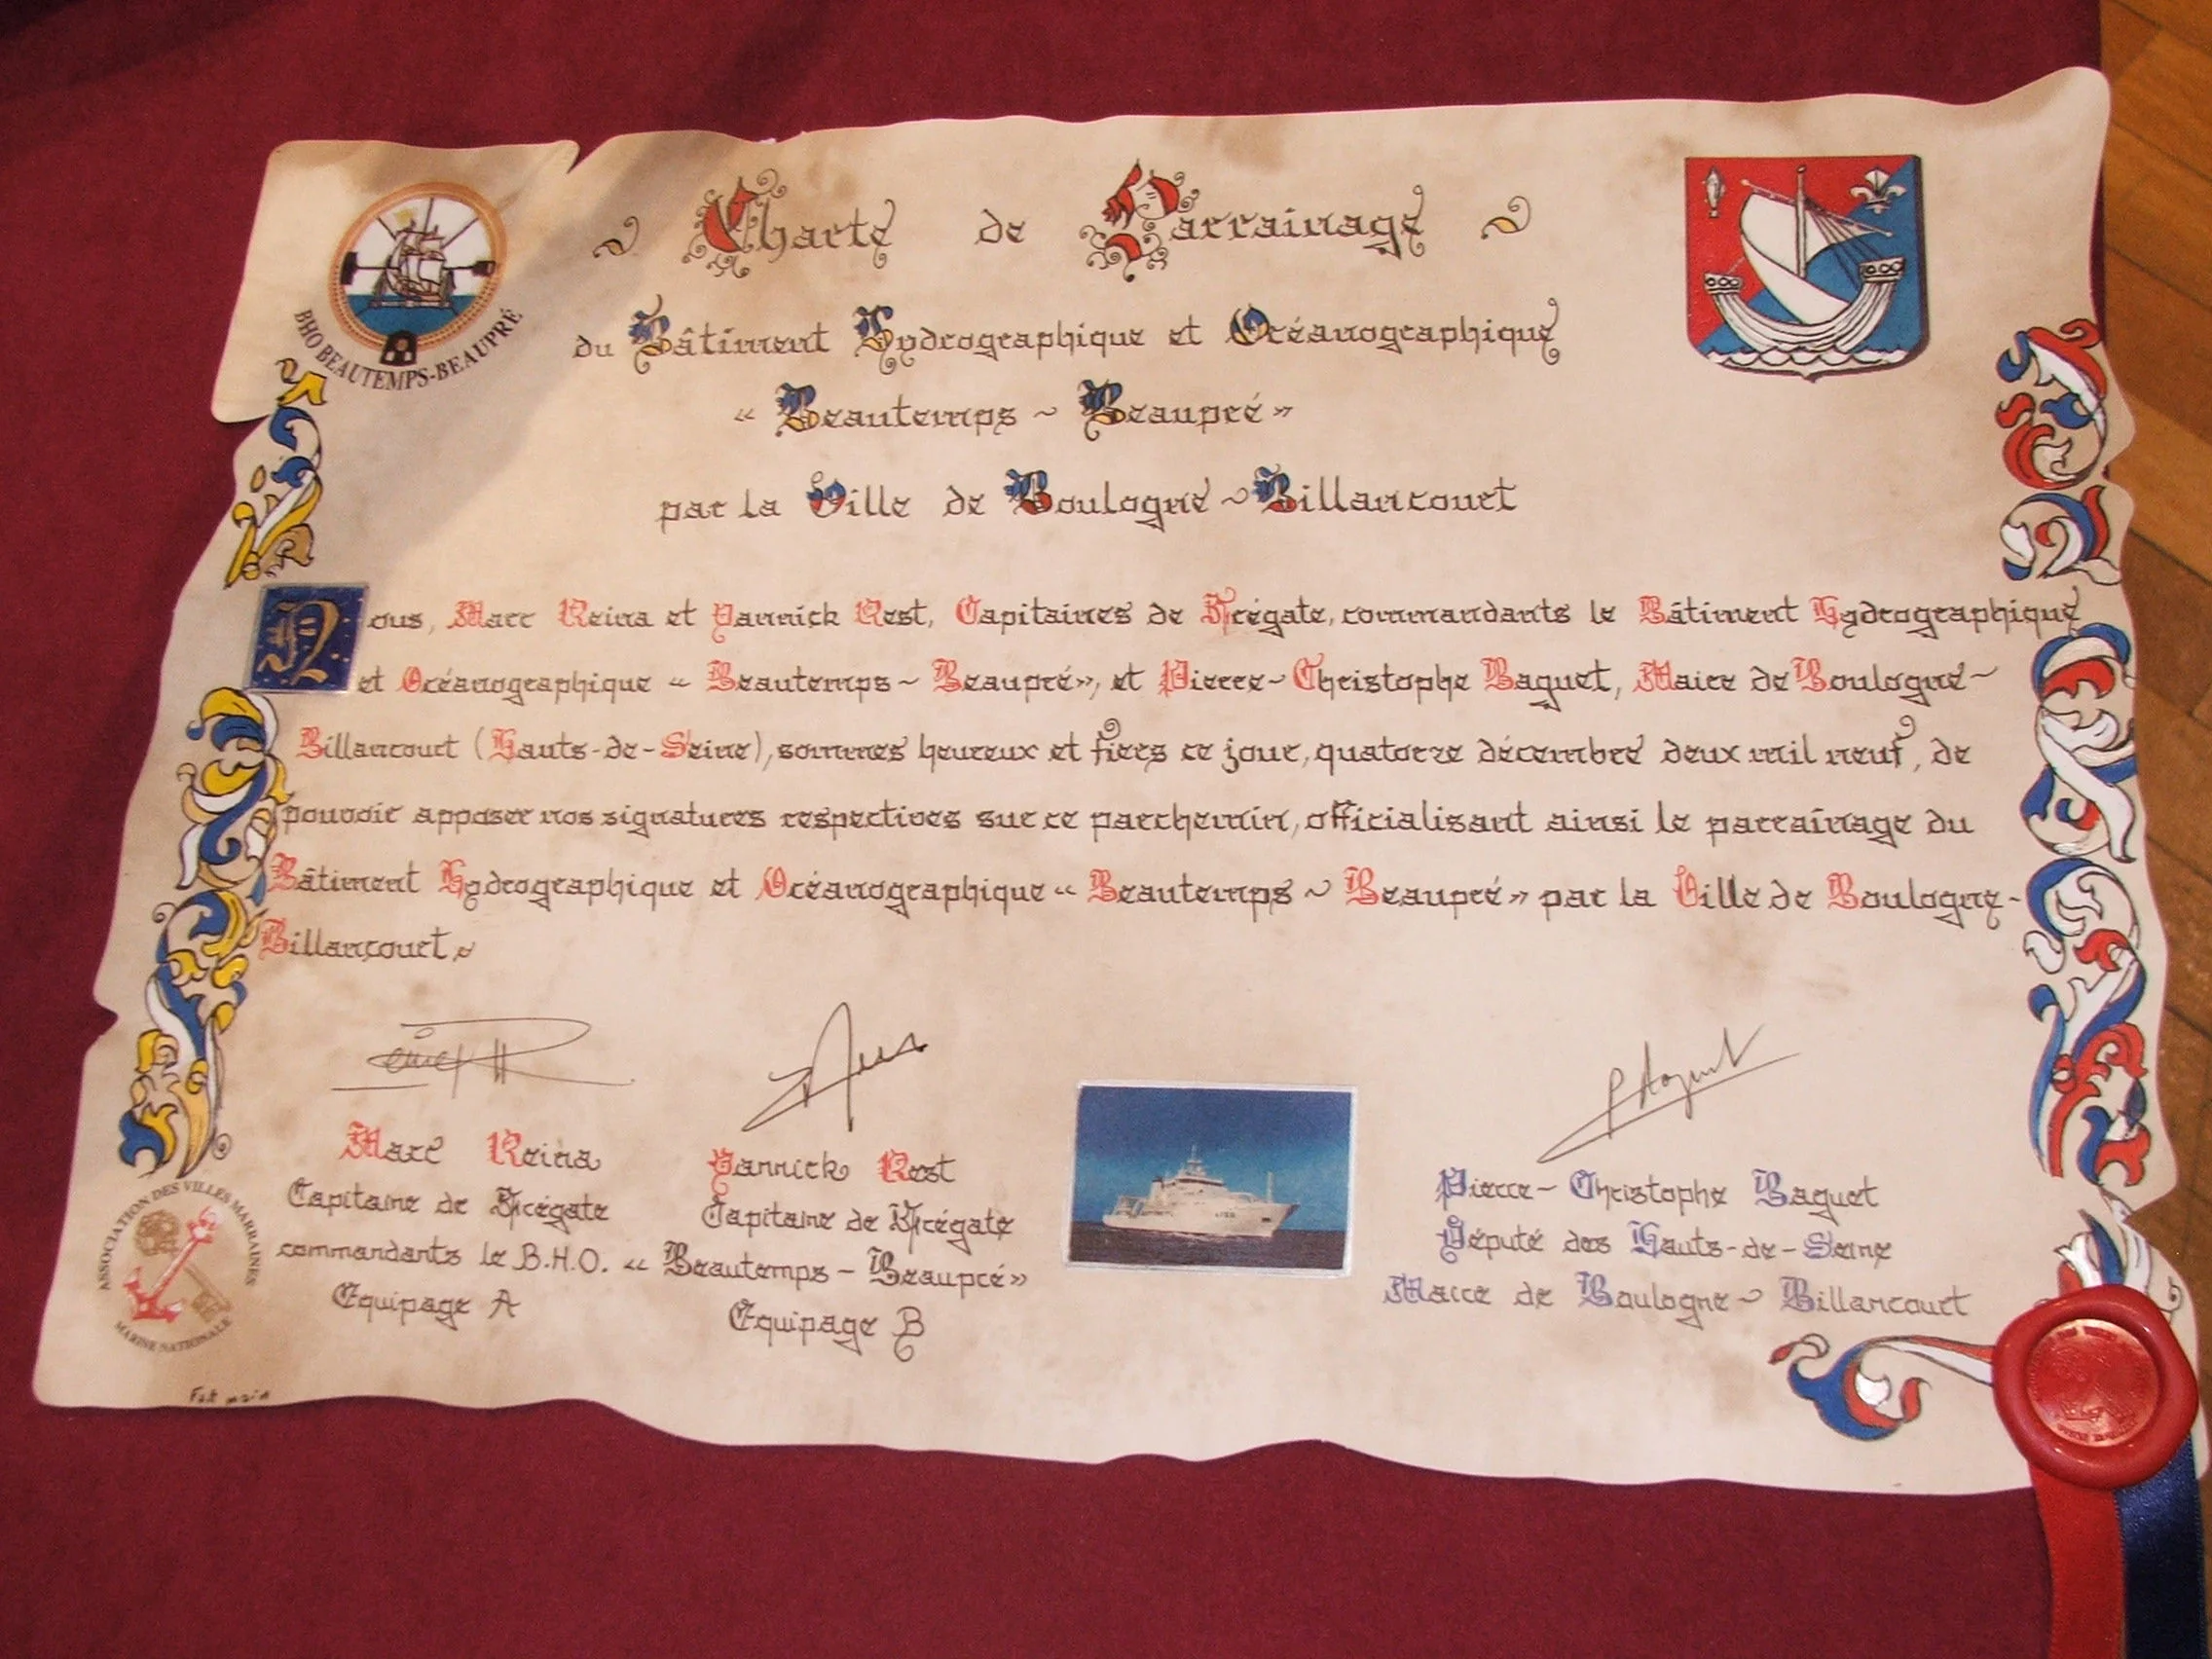 Charte de Parrainage
du Bâtiment Hydrographique et Océanographique
« Beautemps ~ Beaupré »
par la Ville de Boulogne ~ Billancourt
BHO BEAUTEMPS-BEAUPRÉ
Nous, Marc Reina et Yannick Rest, Capitaines de Frégate, commandants le Bâtiment Hydrographique
et Océanographique « Beautemps ~ Beaupré », et Pierre ~ Christophe Baguet, Maire de Boulogne ~
Billancourt (Hauts-de-Seine), sommes heureux et fiers ce jour, quatorze décembre deux mil neuf, de
pouvoir apposer nos signatures respectives sur ce parchemin, officialisant ainsi le parrainage du
Bâtiment Hydrographique et Océanographique « Beautemps ~ Beaupré » par la Ville de Boulogne-
Billancourt.
Marc Reina
Capitaine de Frégate
Yannick Rest
Capitaine de Frégate
commandants le B.H.O. « Beautemps - Beaupré »
Equipage A
Equipage B
Pierre ~ Christophe Baguet
Député des Hauts-de-Seine
Maire de Boulogne ~ Billancourt
ASSOCIATION DES VILLES MARRAINES
MARINE NATIONALE
Fait main